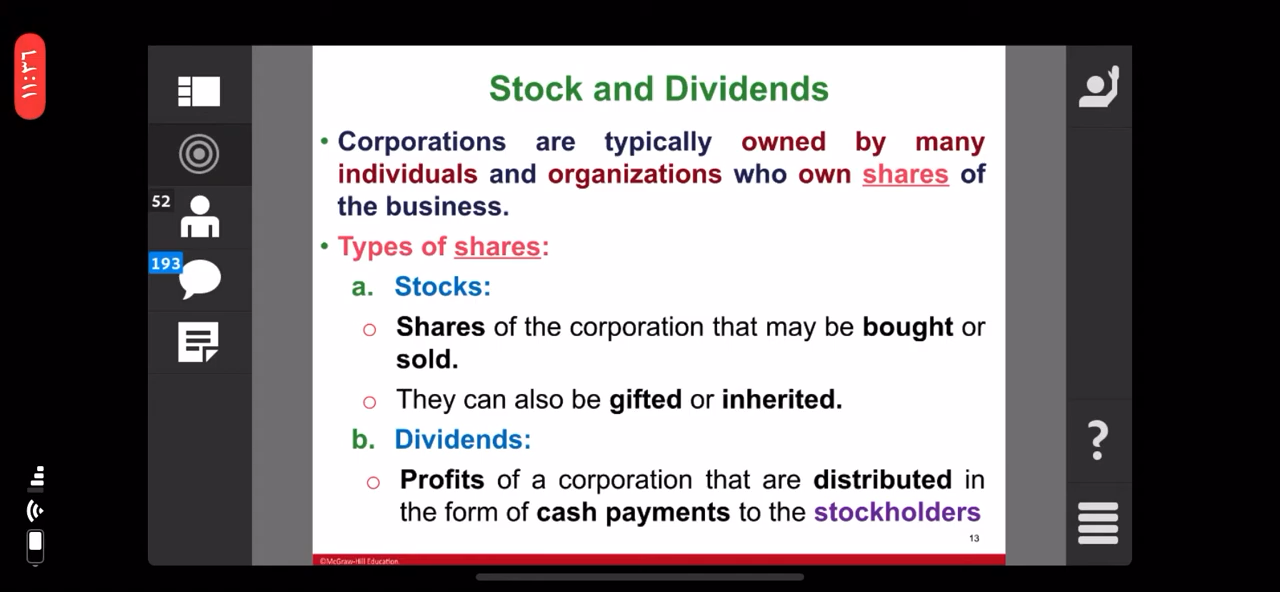 ١١:٣٦
52
193
Stock and Dividends
• Corporations are typically owned by many
individuals and organizations who own shares of
the business.
• Types of shares:
a. Stocks:
o Shares of the corporation that may be bought or
sold.
o They can also be gifted or inherited.
b. Dividends:
o Profits of a corporation that are distributed in
the form of cash payments to the stockholders
13
©McGraw-Hill Education.
?